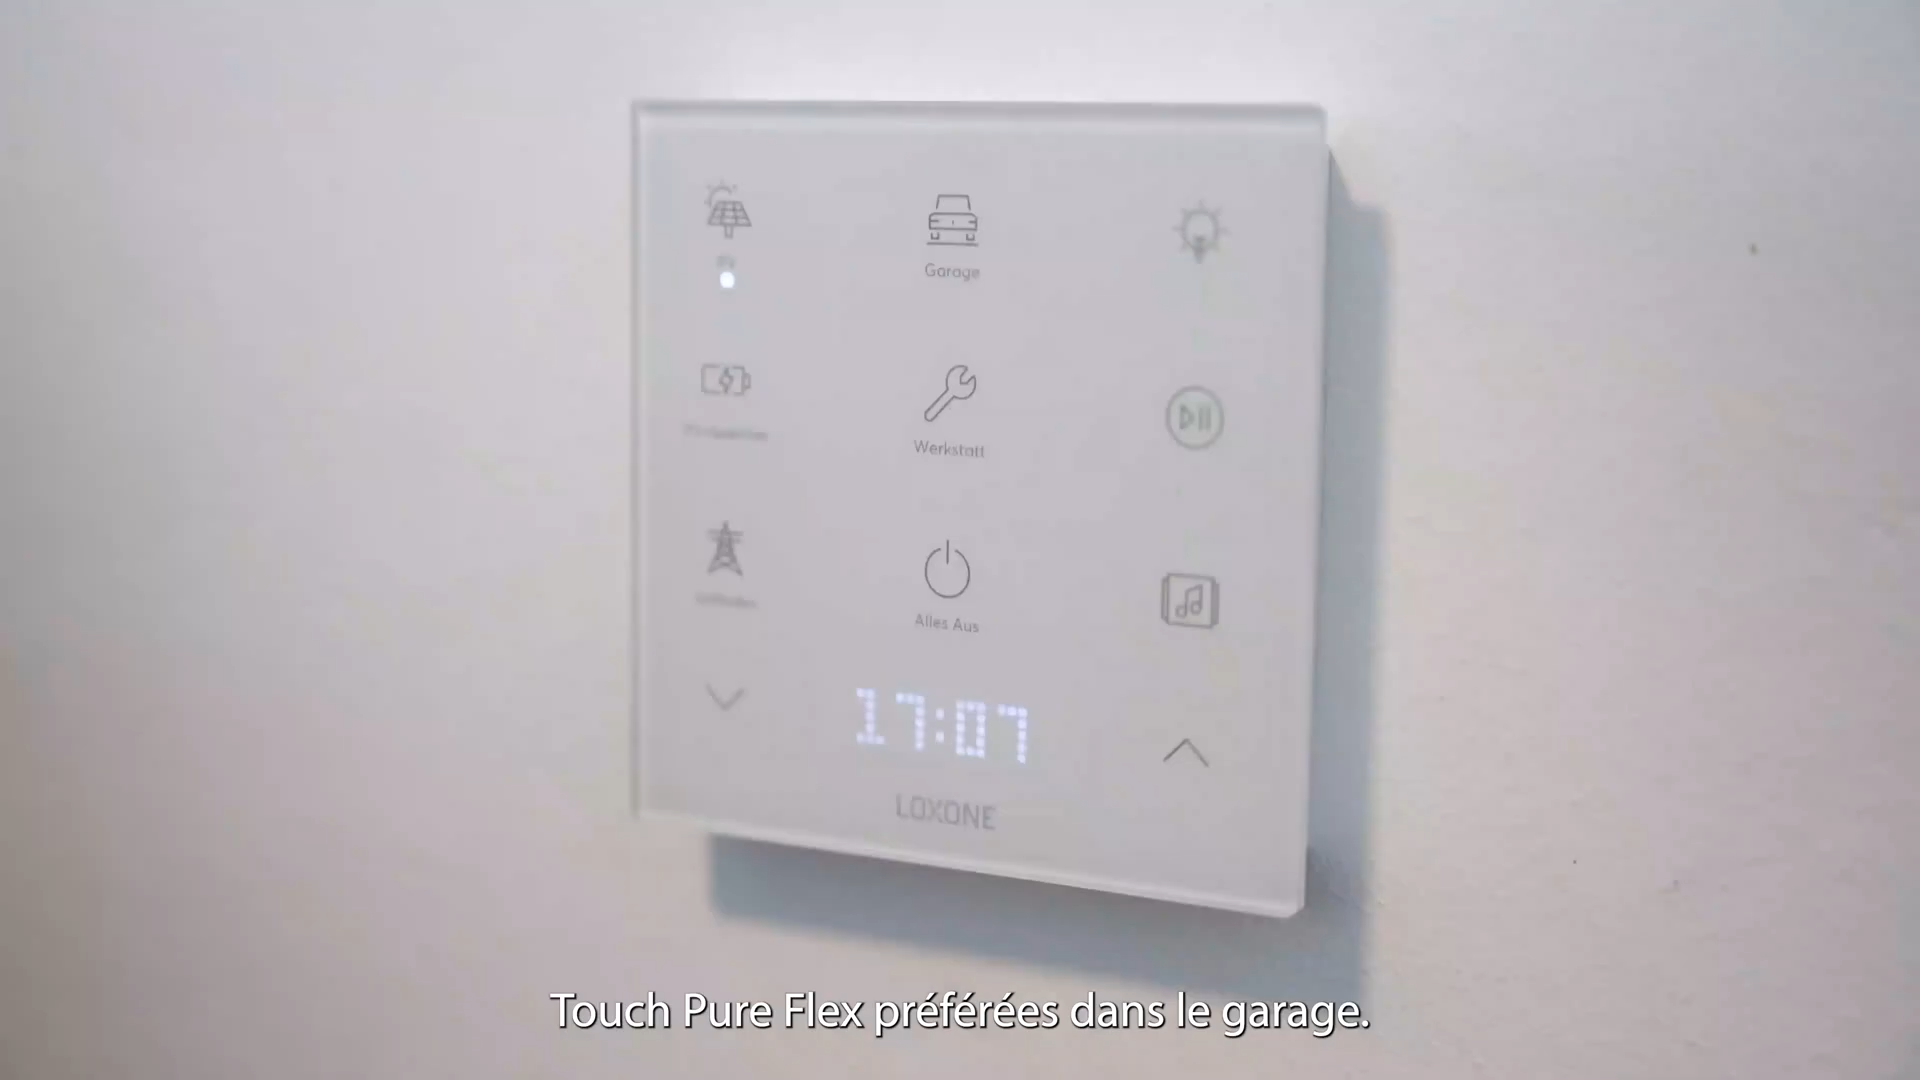 Garage
Werkstatt
Alles Aus
17:07
LOXONE
Touch Pure Flex préférées dans le garage.